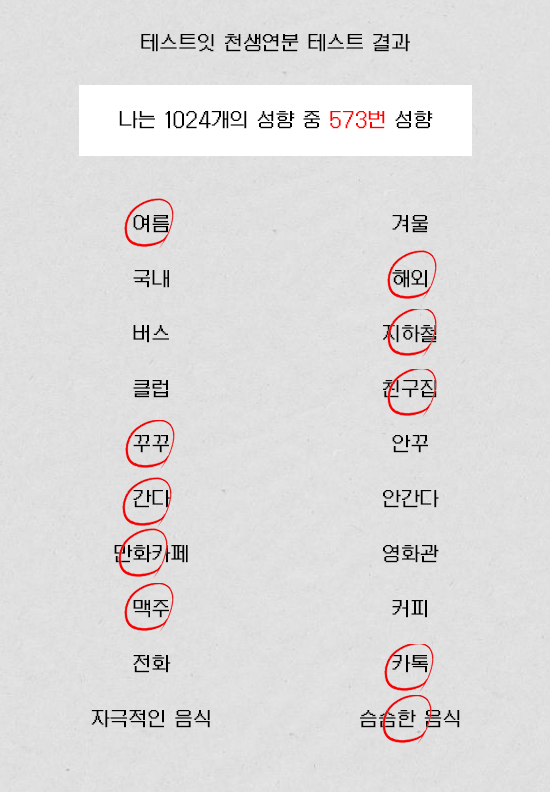 테스트잇 천생연분 테스트 결과
나는 1024개의 성향 중 573번 성향
여름 겨울
국내 해외
버스 지하철
클럽 친구집
꾸꾸 안꾸
간다 안간다
만화카페 영화관
맥주 커피
전화 카톡
자극적인 음식 슴슴한 음식